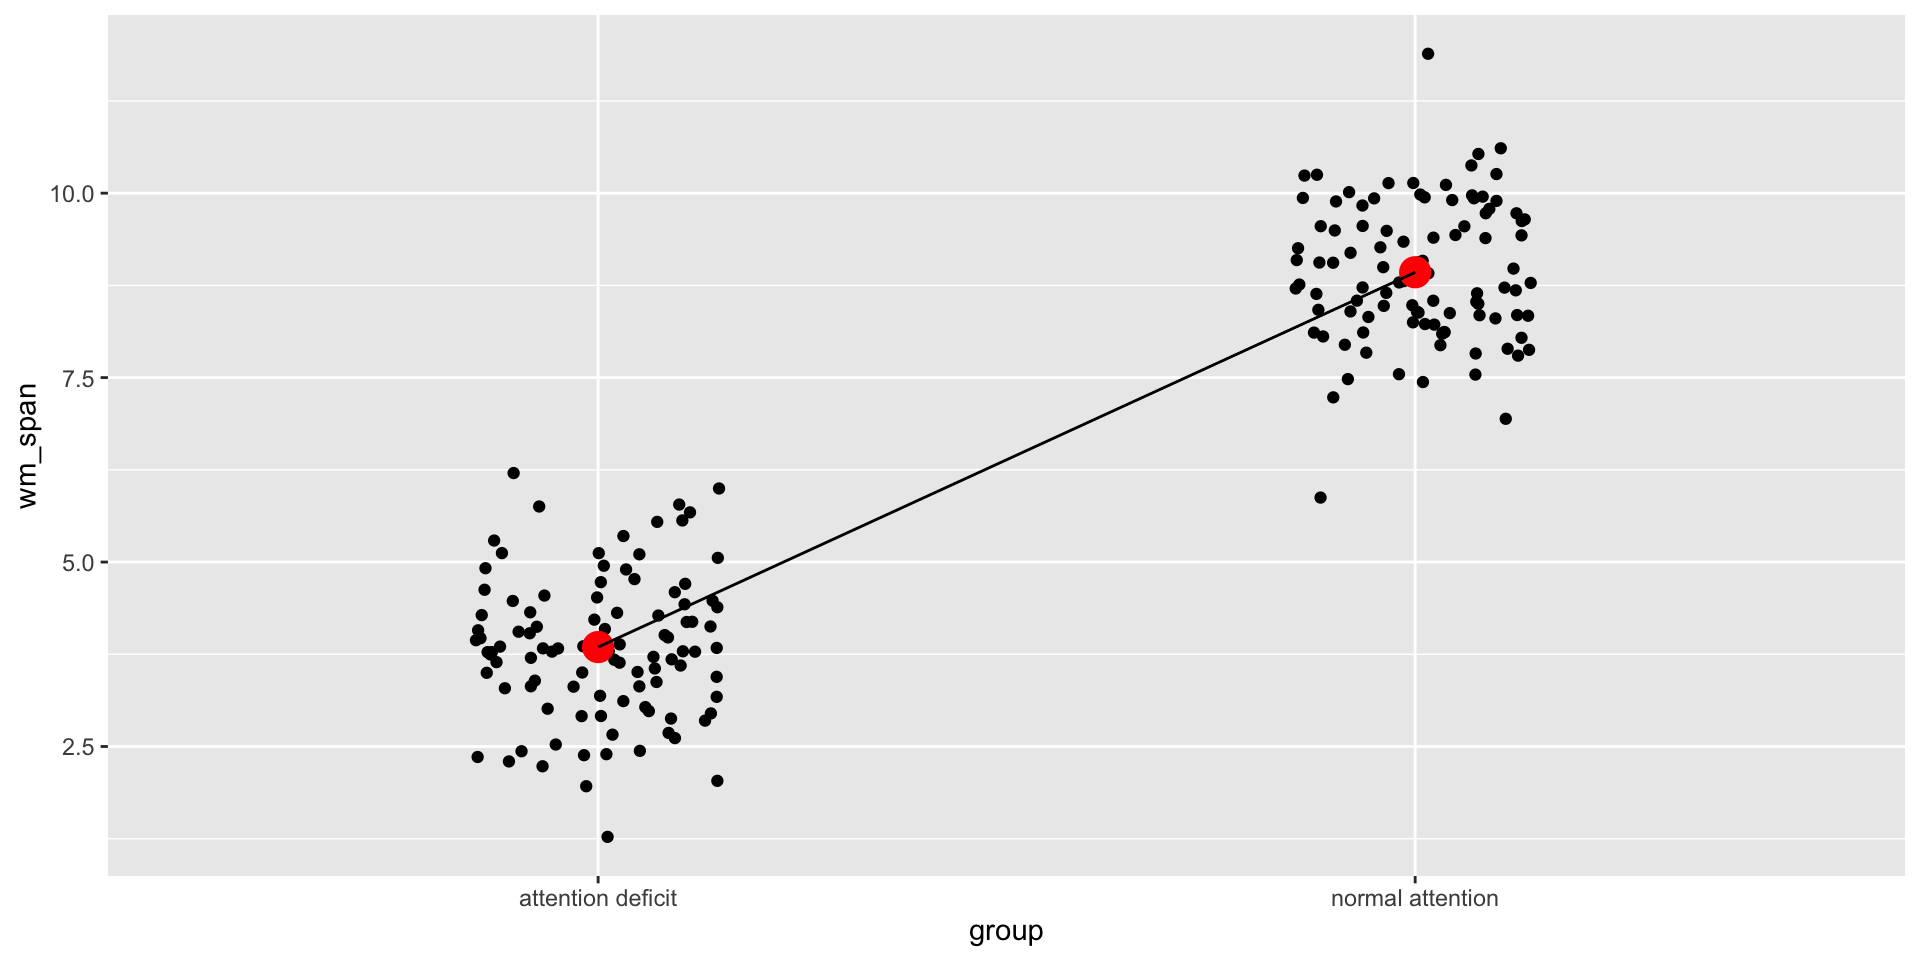 wm_span
10.0
7.5
5.0
2.5
attention deficit
normal attention
group